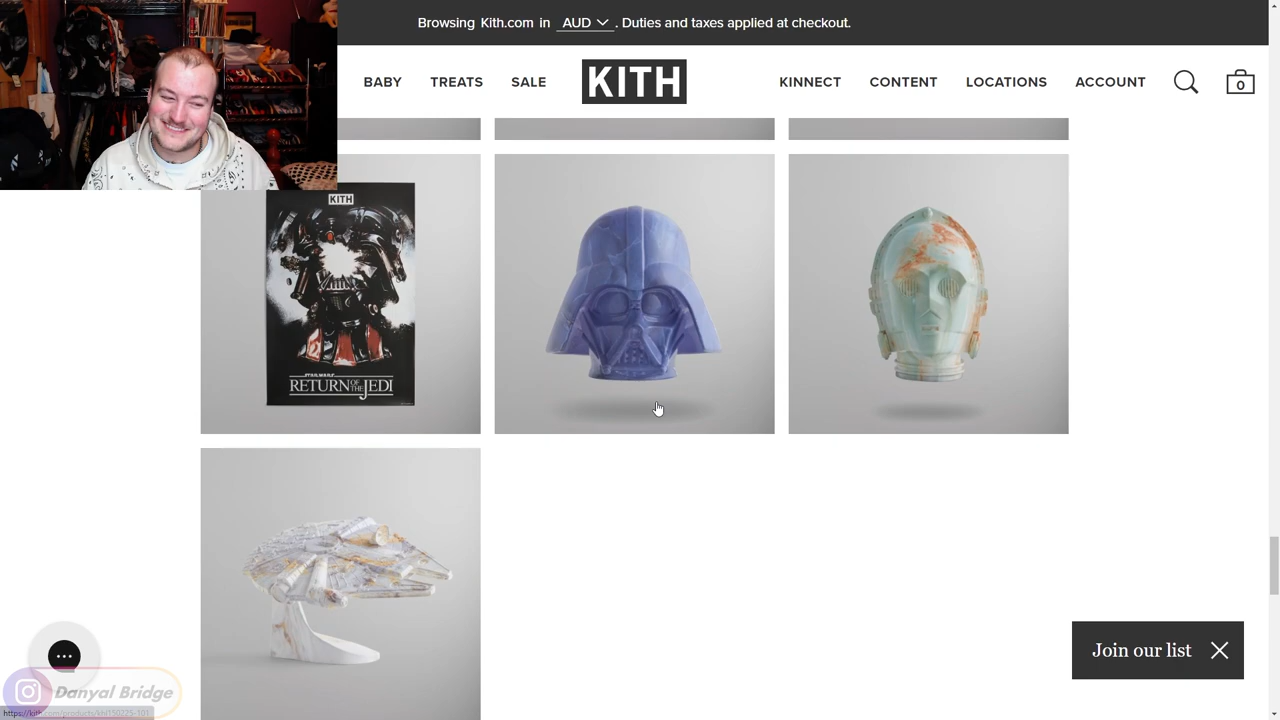 Browsing Kith.com in AUD . Duties and taxes applied at checkout.
BABY TREATS SALE KITH KINNECT CONTENT LOCATIONS ACCOUNT 0
KITH
STAR WARS
RETURN OF THE JEDI
Join our list
Danyal Bridge